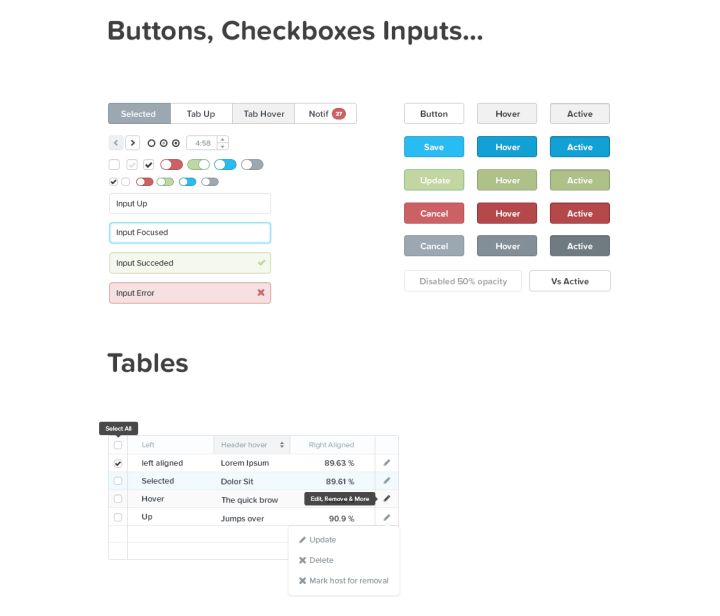 Buttons, Checkboxes Inputs...
Selected Tab Up Tab Hover Notif 27
4:58
Input Up
Input Focused
Input Succeded
Input Error
Button Hover Active
Save Hover Active
Update Hover Active
Cancel Hover Active
Cancel Hover Active
Disabled 50% opacity Vs Active
Tables
Select All
Left Header hover Right Aligned
left aligned Lorem Ipsum 89.63 %
Selected Dolor Sit 89.61 %
Hover The quick brow Edit, Remove & More
Up Jumps over 90.9 %
Update
Delete
Mark host for removal